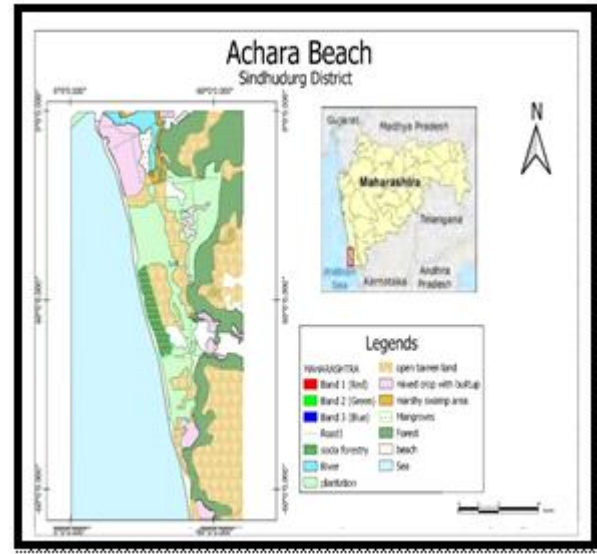 Achara Beach
Sindhudurg District
N
Gujarat
Madhya Pradesh
Maharashtra
Telangana
Arabian
Sea
Karnataka
Andhra
Pradesh
Legends
MAHARASHTRA
Band 1 (Red)
Band 2 (Green)
Band 3 (Blue)
Road1
River
plantation
open barren land
mixed crop with builtup
marshy swamp area
Mangroves
Forest
beach
Sea